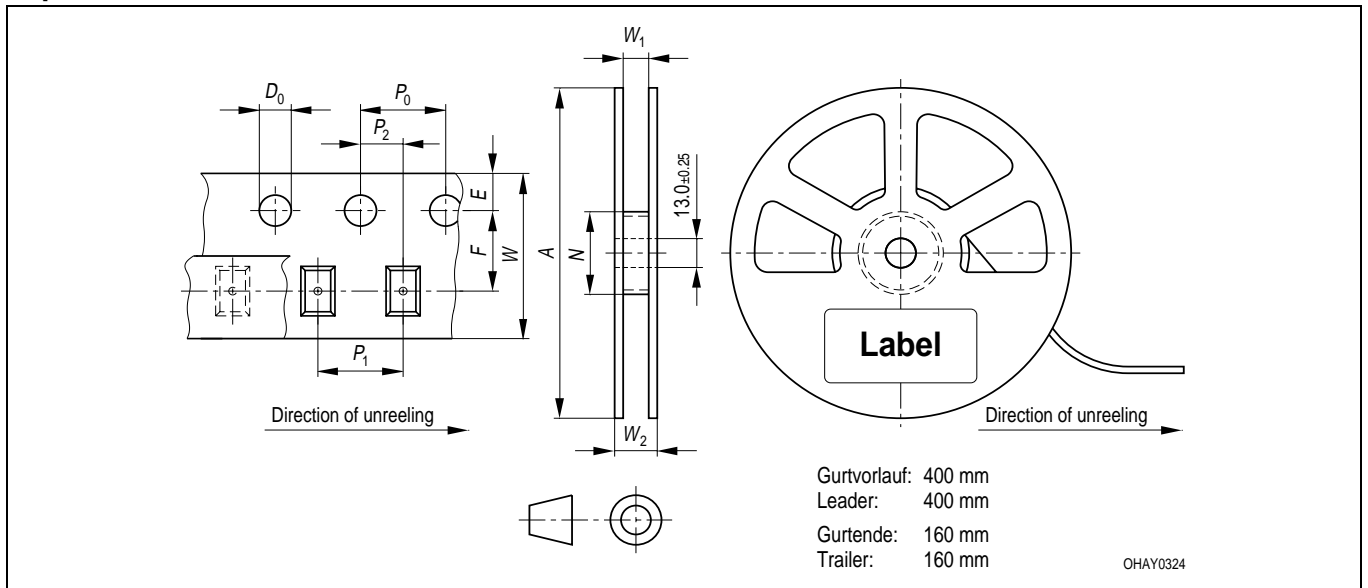 W1
D0
P0
P2
E
F
W
A
N
13.0±0.25
P1
W2
Label
Direction of unreeling
Direction of unreeling
Gurtvorlauf: 400 mm
Leader: 400 mm
Gurtende: 160 mm
Trailer: 160 mm
OHAY0324